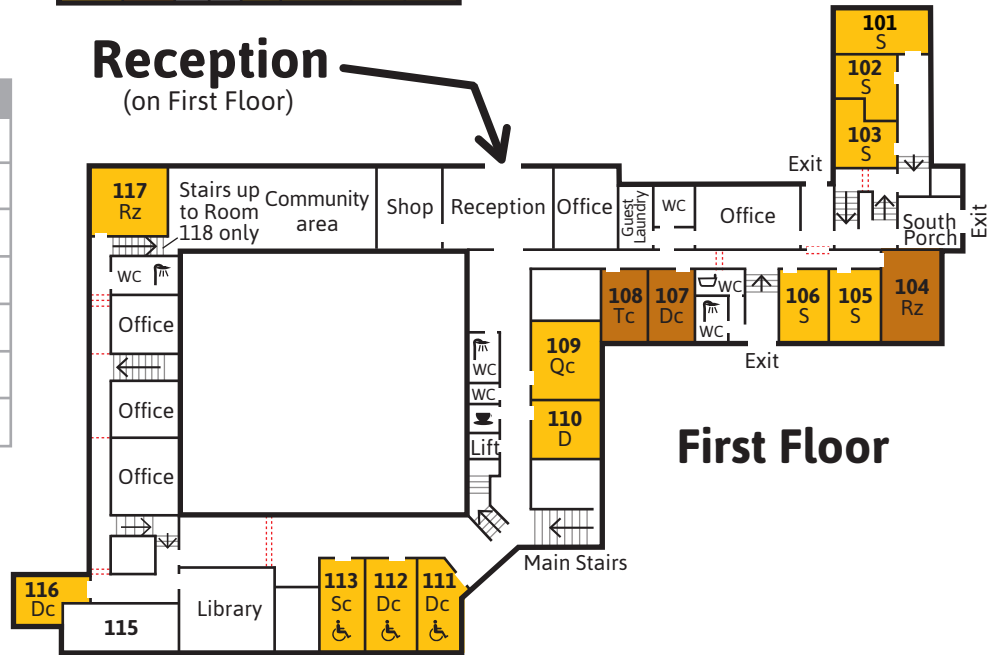 Reception
(on First Floor)
101
S
102
S
103
S
Exit
117
Rz
Stairs up
to Room
118 only
Community
area
Shop
Reception
Office
Guest
Laundry
WC
Office
South
Porch
Exit
WC
Office
108
Tc
107
Dc
WC
WC
106
S
105
S
104
Rz
Exit
109
Qc
WC
WC
110
D
Lift
Office
Office
First Floor
Main Stairs
116
Dc
115
Library
113
Sc
112
Dc
111
Dc